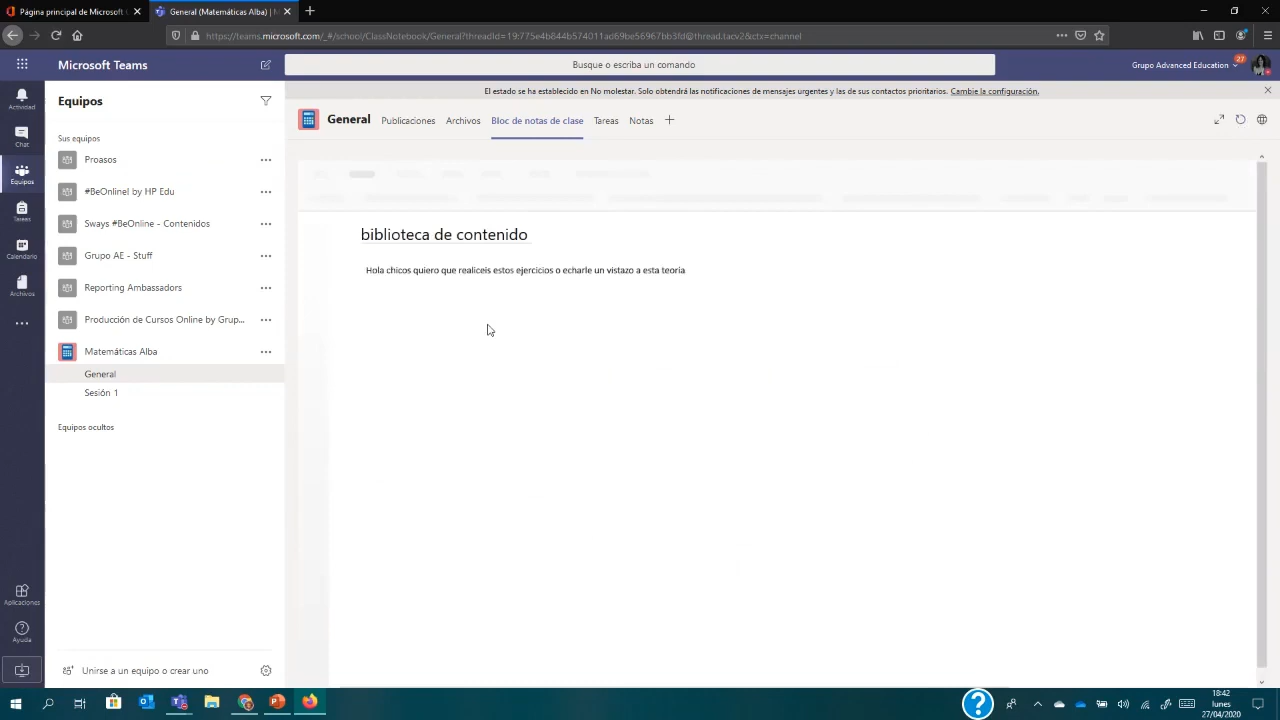 Página principal de Microsoft O
General (Matemáticas Alba) | M
https://teams.microsoft.com/_#/school/ClassNotebook/General?threadId=19:775e4b844b574011ad69be56967bb3fd@thread.tacv2&ctx=channel
Microsoft Teams
Busque o escriba un comando
Grupo Advanced Education
27
El estado se ha establecido en No molestar. Solo obtendrá las notificaciones de mensajes urgentes y las de sus contactos prioritarios. Cambie la configuración.
Actividad
Chat
Equipos
Tareas
Calendario
Archivos
Aplicaciones
Ayuda
Equipos
Sus equipos
Proasos
#BeOnline! by HP Edu
Sways #BeOnline - Contenidos
Grupo AE - Stuff
Reporting Ambassadors
Producción de Cursos Online by Grup...
Matemáticas Alba
General
Sesión 1
Equipos ocultos
Unirse a un equipo o crear uno
General
Publicaciones
Archivos
Bloc de notas de clase
Tareas
Notas
biblioteca de contenido
Hola chicos quiero que realiceis estos ejercicios o echarle un vistazo a esta teoría
18:42
lunes
27/04/2020